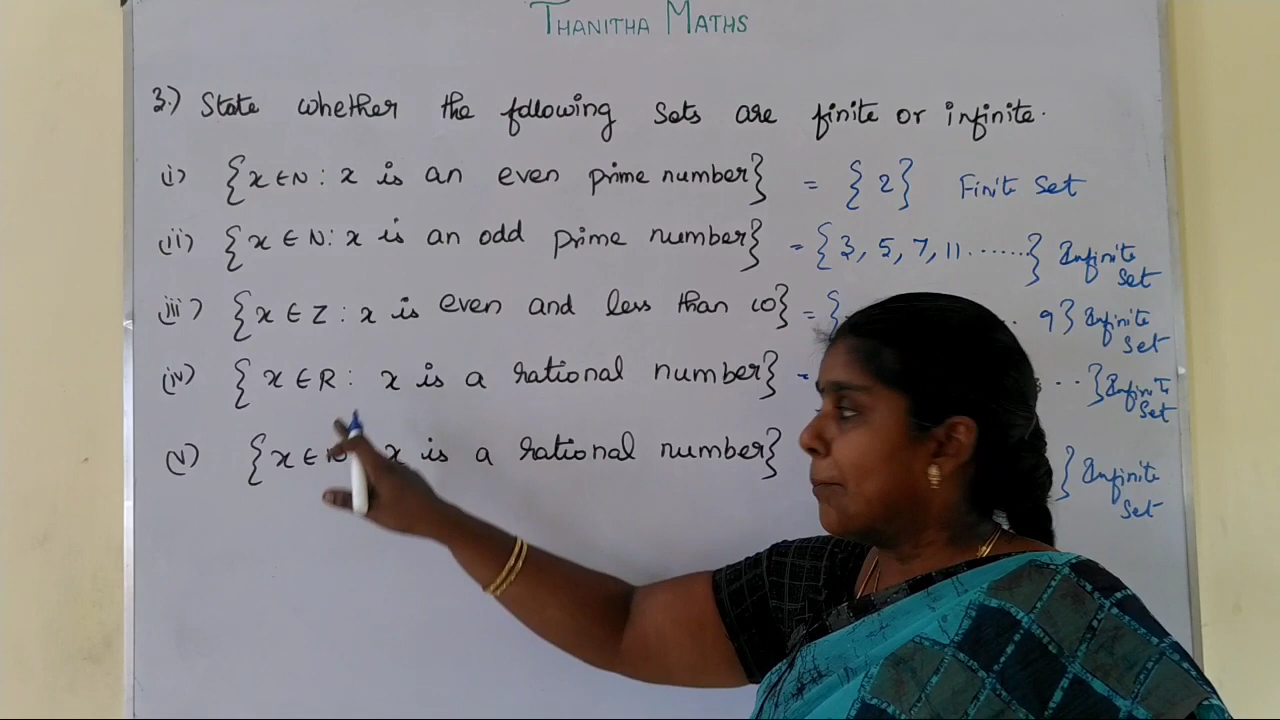 THANITHA MATHS
3.) State whether the following sets are finite or infinite.
(i) {x ∈ N : x is an even prime number} = {2} Finite Set
(ii) {x ∈ N : x is an odd prime number} = {3, 5, 7, 11 ......} Infinite Set
(iii) {x ∈ Z : x is even and less than 10} = { . 9} Infinite Set
(iv) {x ∈ R : x is a rational number} = ..} Infinite Set
(v) {x ∈ x is a rational number} } Infinite Set